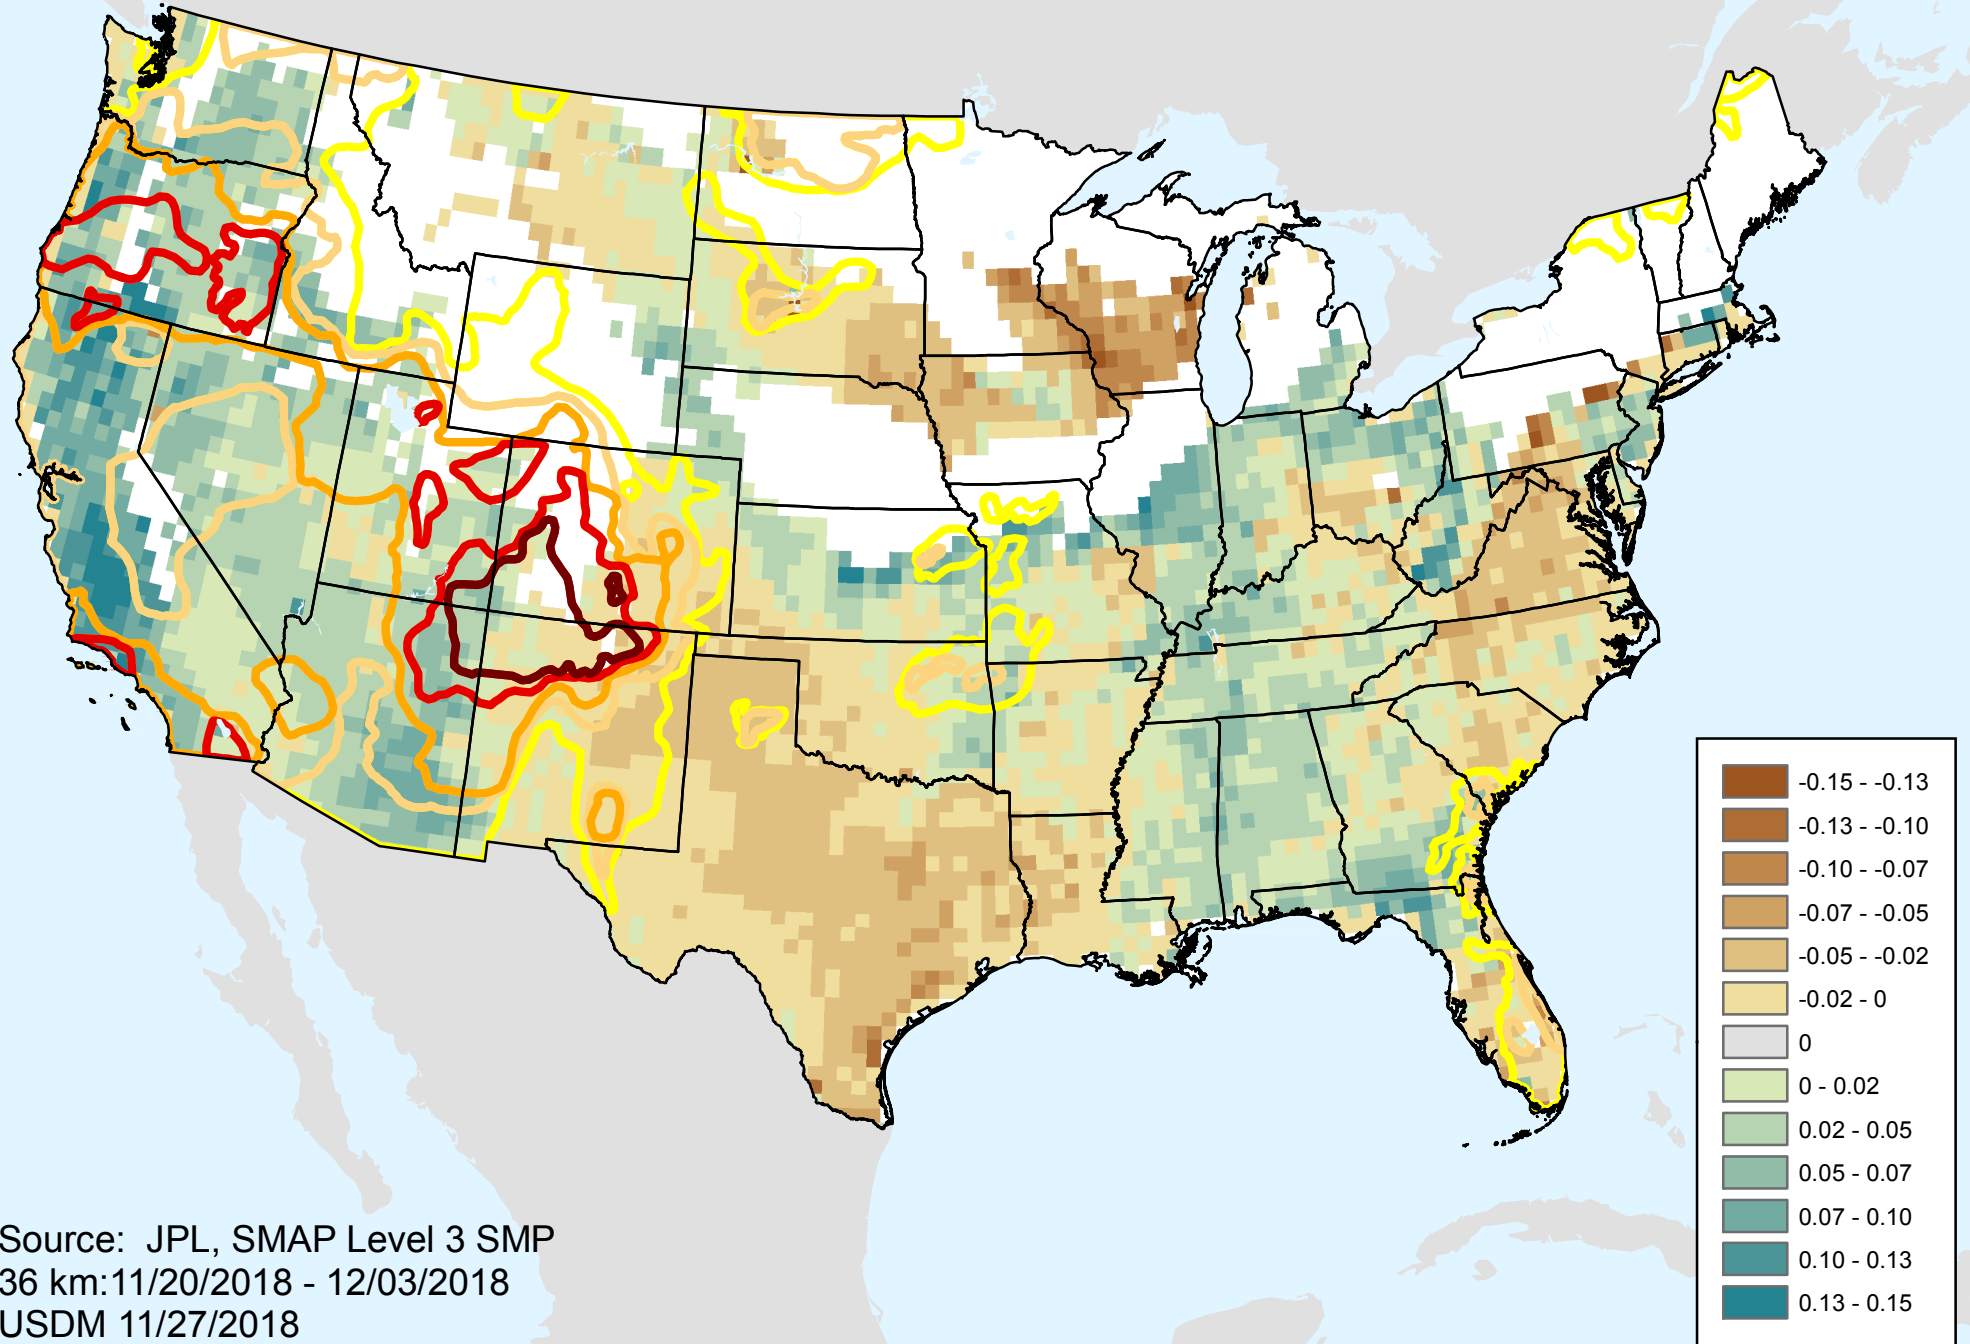 -0.15 - -0.13
-0.13 - -0.10
-0.10 - -0.07
-0.07 - -0.05
-0.05 - -0.02
-0.02 - 0
0
0 - 0.02
0.02 - 0.05
0.05 - 0.07
0.07 - 0.10
0.10 - 0.13
0.13 - 0.15
Source:  JPL, SMAP Level 3 SMP
36 km:11/20/2018 - 12/03/2018
USDM 11/27/2018